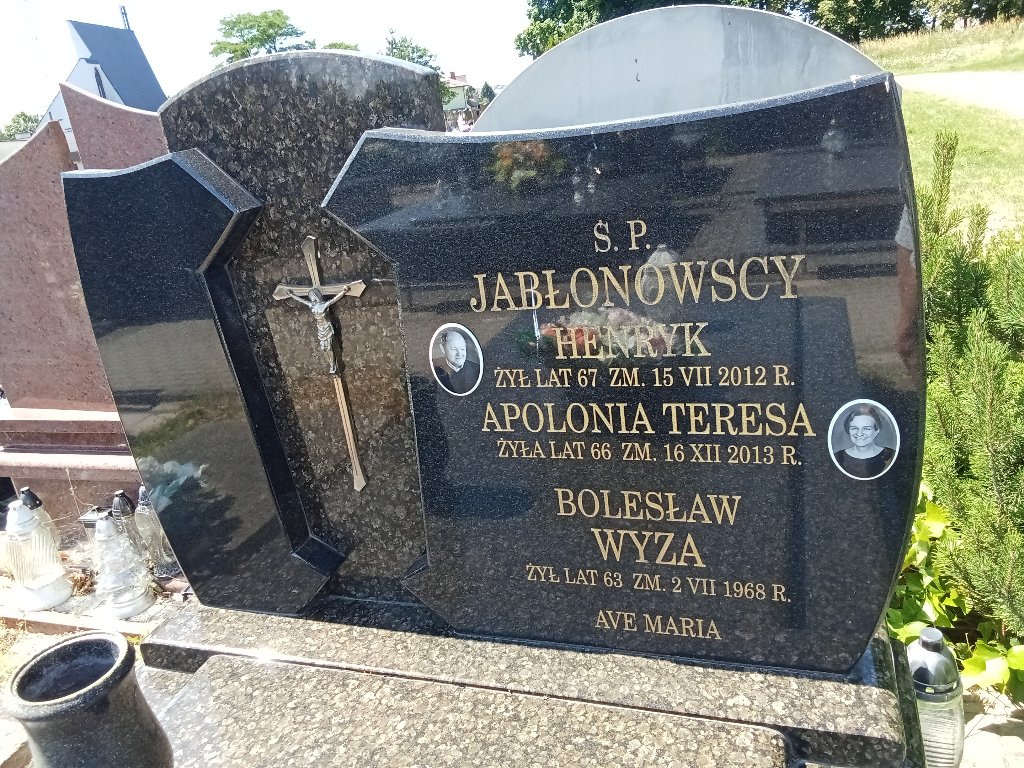 Ś. P.
JABŁONOWSCY
HENRYK
ŻYŁ LAT 67 ZM. 15 VII 2012 R.
APOLONIA TERESA
ŻYŁA LAT 66 ZM. 16 XII 2013 R.
BOLESŁAW
WYZA
ŻYŁ LAT 63 ZM. 2 VII 1968 R.
AVE MARIA